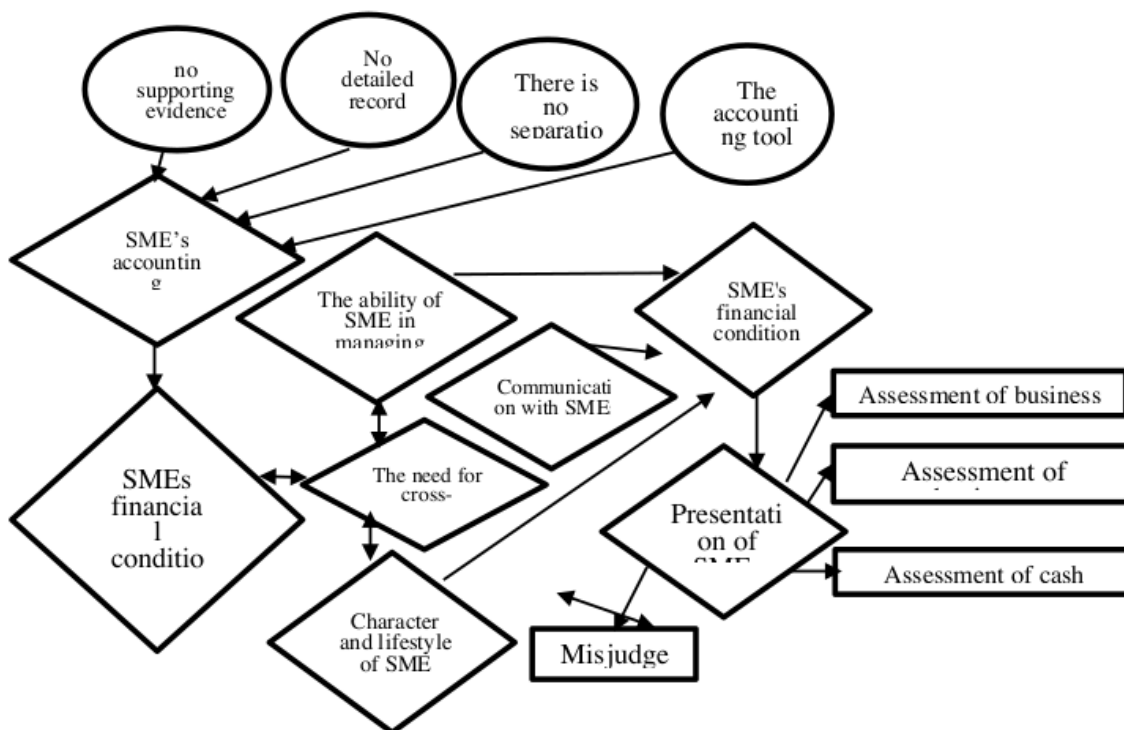 no
supporting
evidence
No
detailed
record
There is
no
separatio
The
accounti
ng tool
SME's
accountin
g
The ability of
SME in
managing
SME's
financial
condition
Communicati
on with SME
Assessment of business
SMEs
financia
l
conditio
The need for
cross-
Assessment of
Presentati
on of
SME
Assessment of cash
Character
and lifestyle
of SME
Misjudge